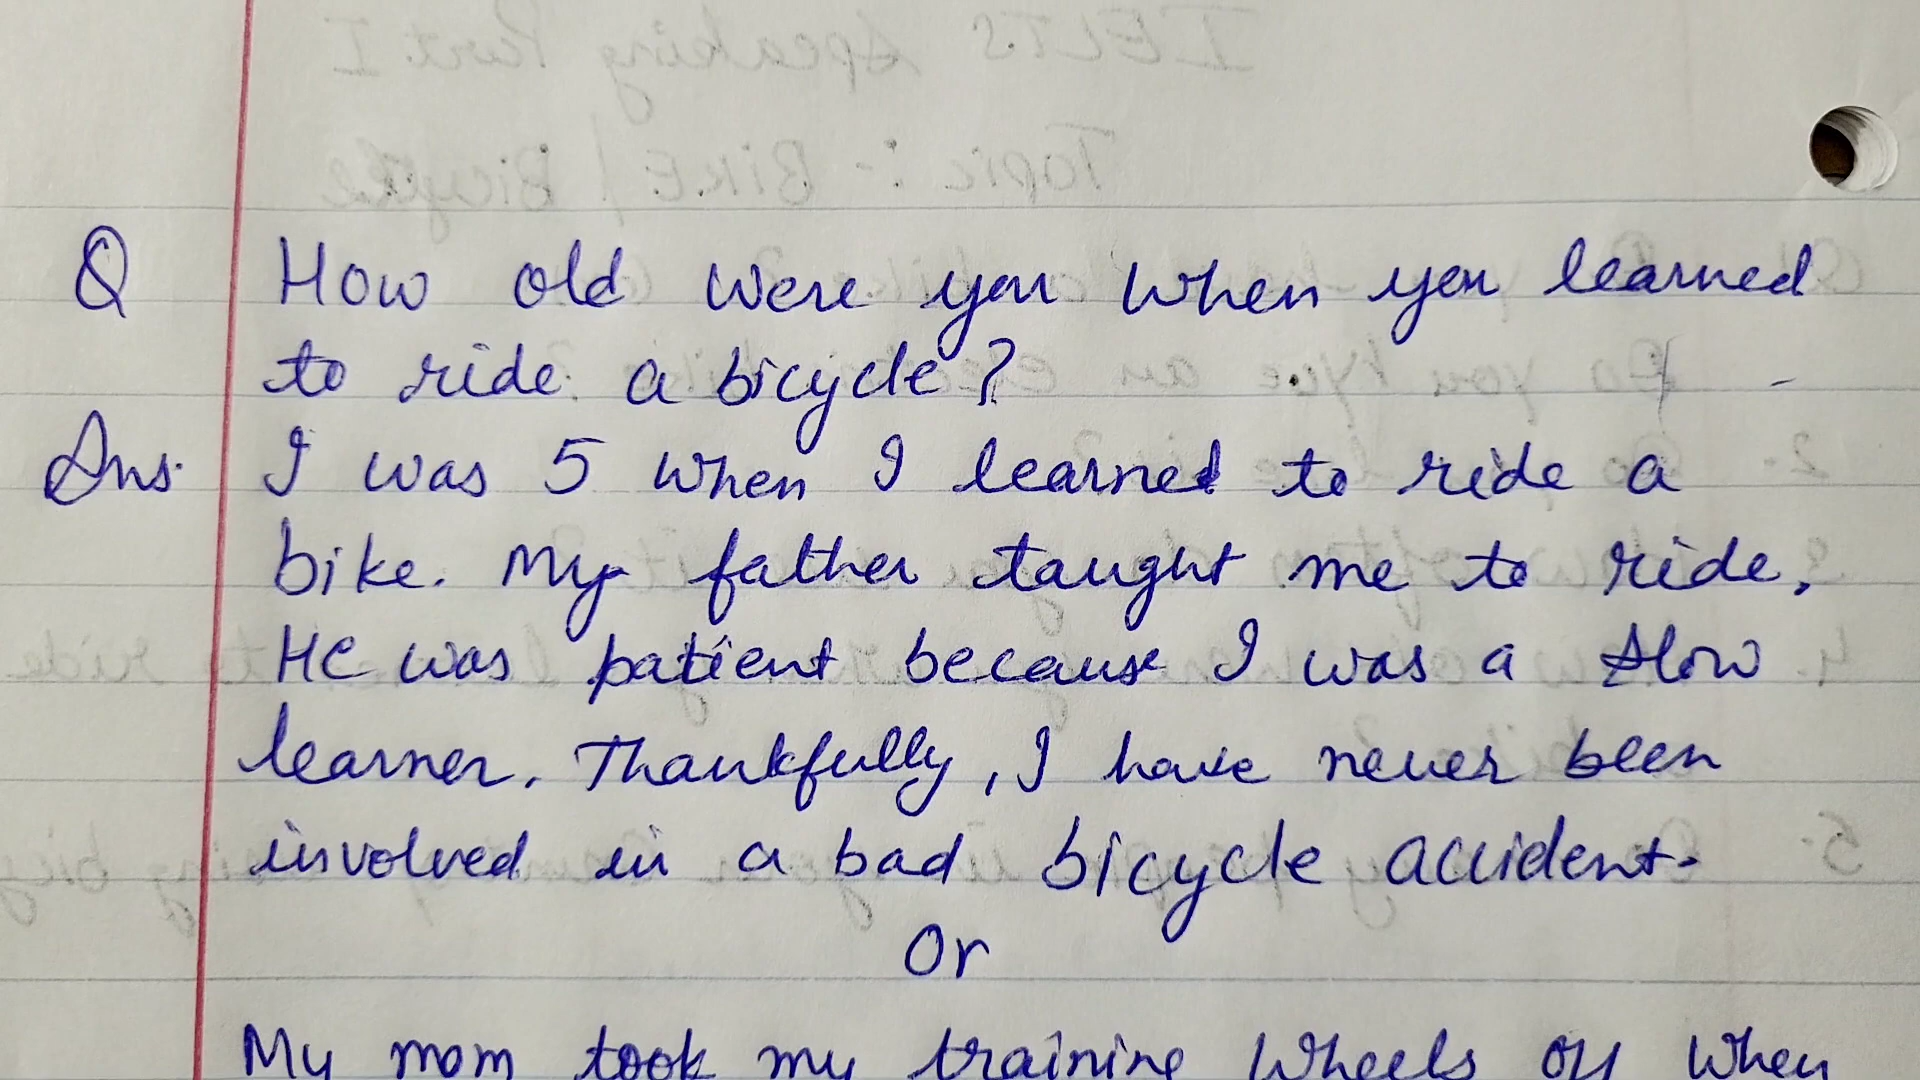 Q How old were you when you learned
to ride a bicycle?
Ans. I was 5 when I learned to ride a
bike. My father taught me to ride.
He was patient because I was a slow
learner. Thankfully, I have never been
involved in a bad bicycle accident.
Or
My mom took my training wheels off when